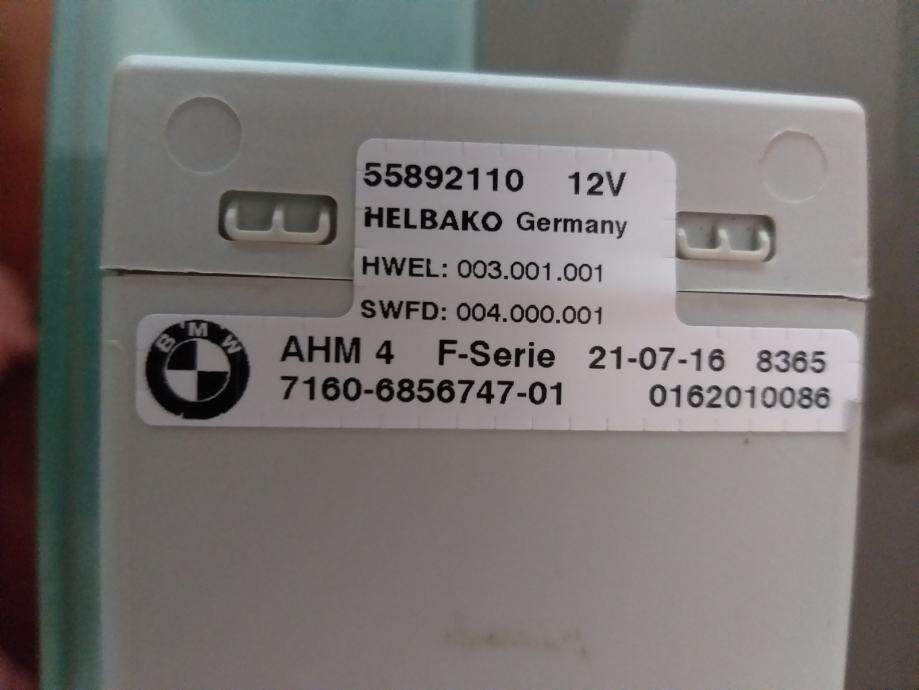 55892110 12V
HELBAKO Germany
HWEL: 003.001.001
SWFD: 004.000.001
BMW
AHM 4 F-Serie 21-07-16 8365
7160-6856747-01 0162010086